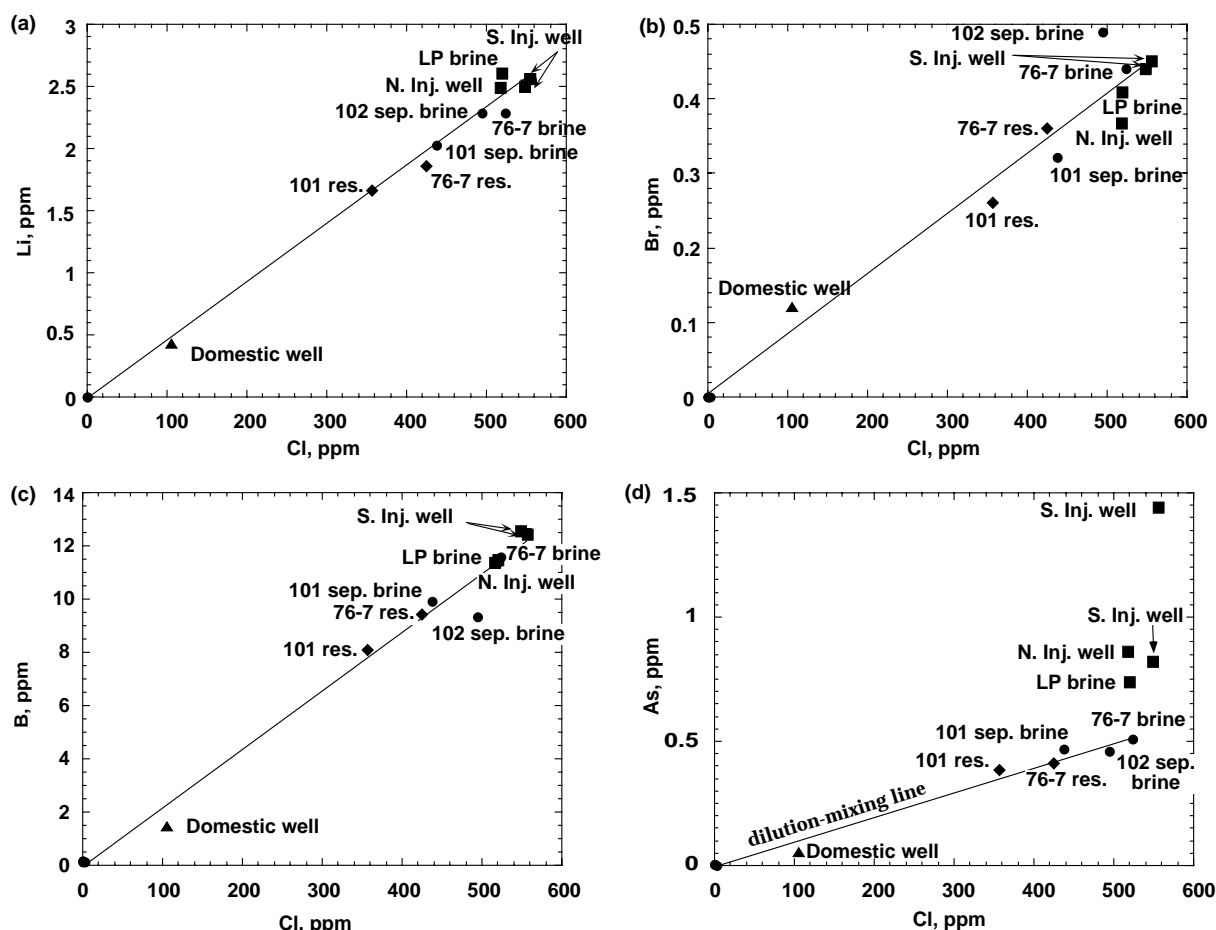 (a)
3
2.5
2
1.5
1
0.5
0
Li, ppm
S. Inj. well
LP brine
N. Inj. well
102 sep. brine
76-7 brine
101 sep. brine
101 res.
76-7 res.
Domestic well
0 100 200 300 400 500 600
Cl, ppm
(b)
0.5
0.4
0.3
0.2
0.1
0
Br, ppm
102 sep. brine
S. Inj. well
76-7 brine
LP brine
76-7 res.
N. Inj. well
101 sep. brine
101 res.
Domestic well
0 100 200 300 400 500 600
Cl, ppm
(c)
14
12
10
8
6
4
2
0
B, ppm
S. Inj. well
LP brine
76-7 brine
N. Inj. well
101 sep. brine
76-7 res.
102 sep. brine
101 res.
Domestic well
0 100 200 300 400 500 600
Cl, ppm
(d)
1.5
1
0.5
0
As, ppm
S. Inj. well
S. Inj. well
N. Inj. well
LP brine
76-7 brine
101 sep. brine
101 res.
76-7 res.
102 sep.
brine
dilution-mixing line
Domestic well
0 100 200 300 400 500 600
Cl, ppm